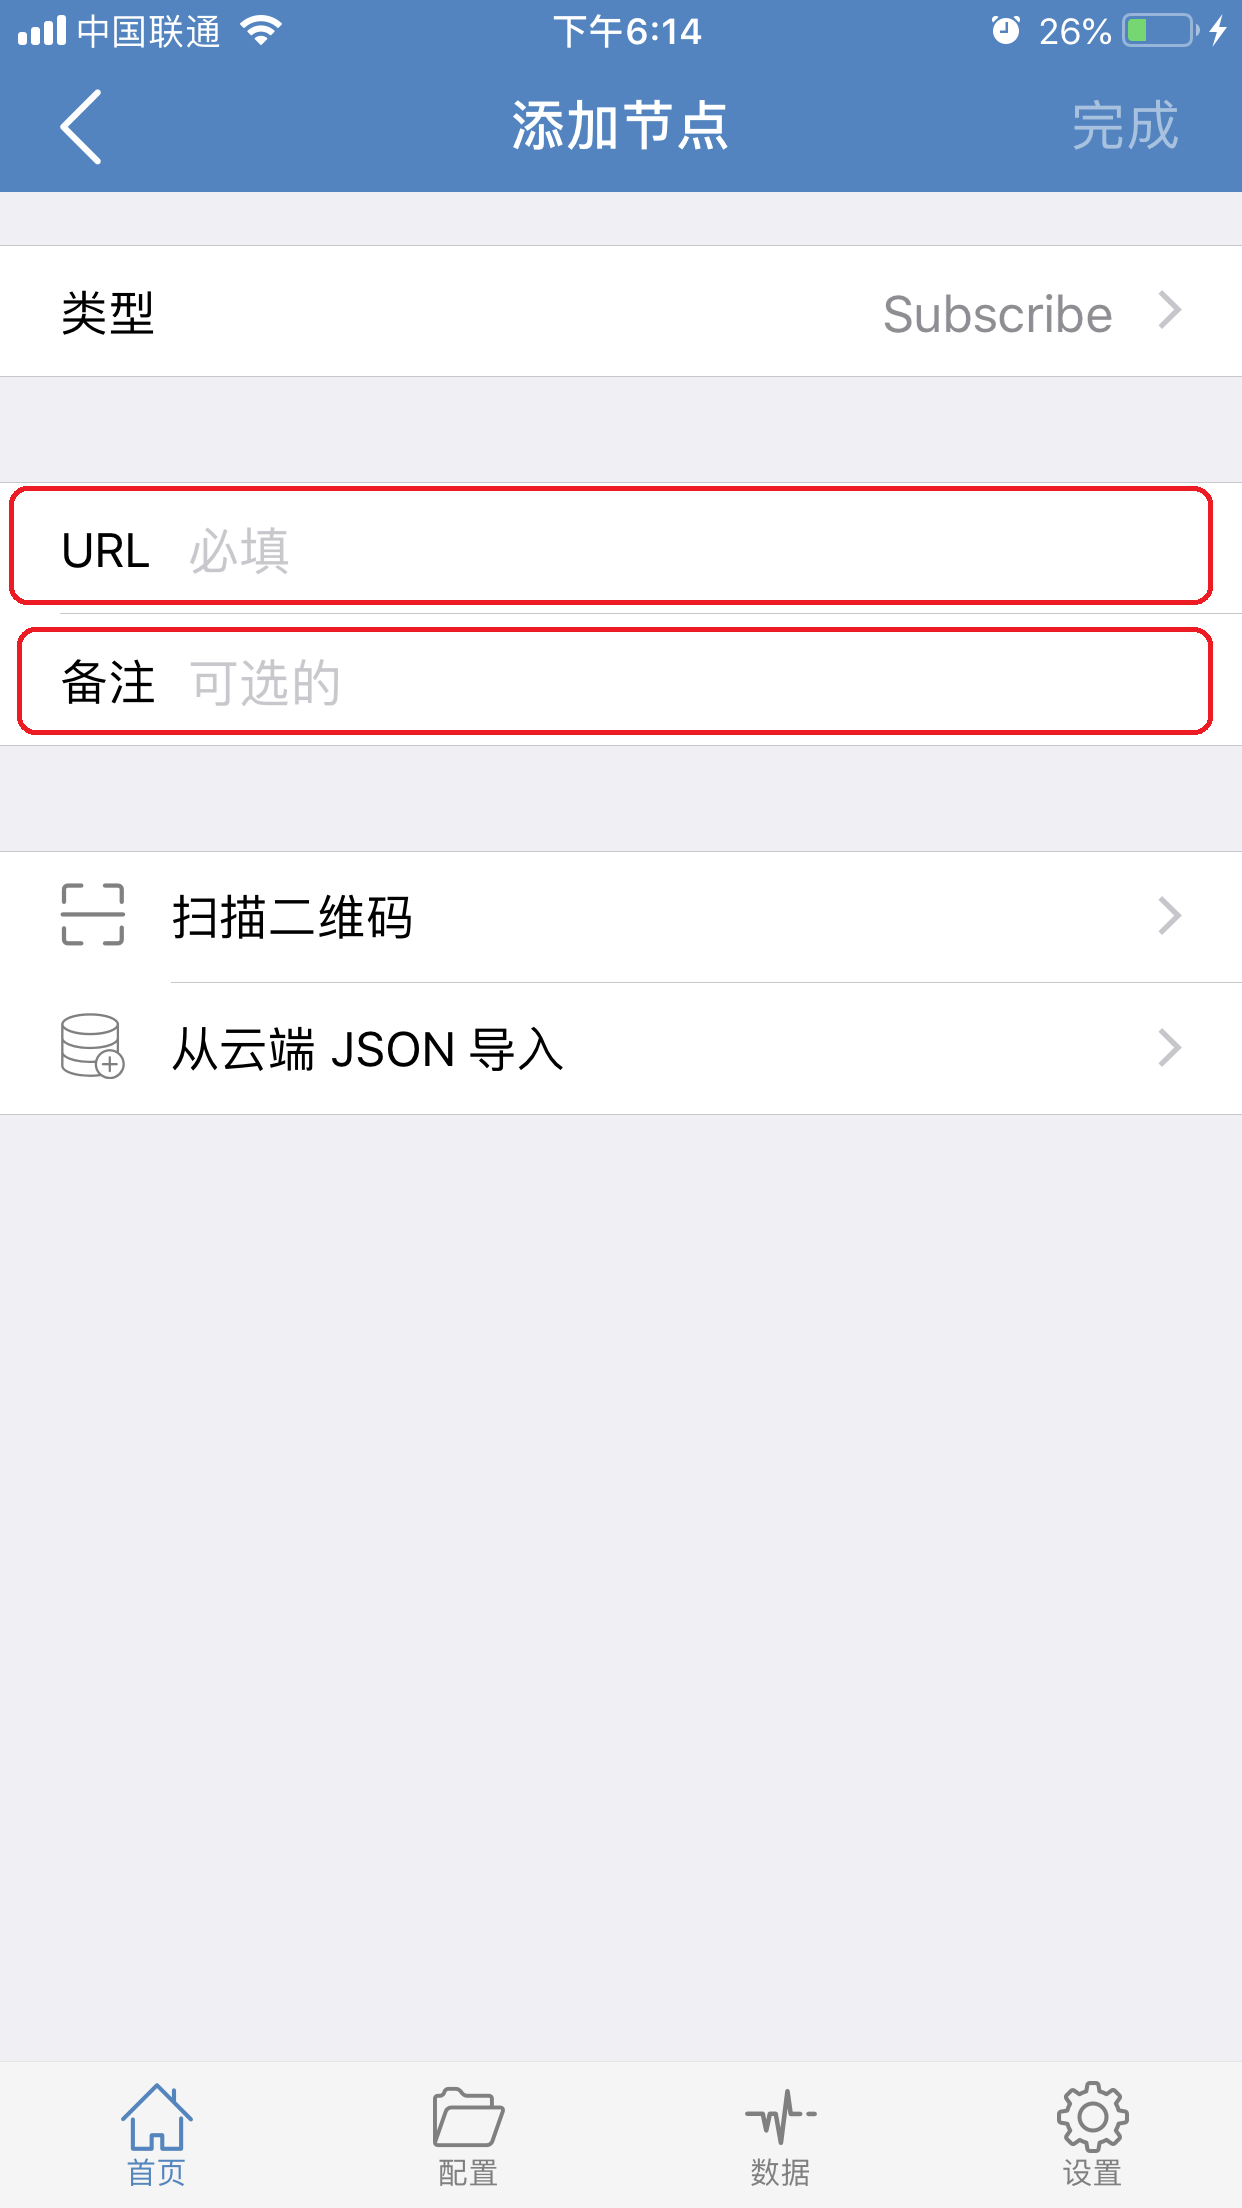 中国联通 下午6:14 26%
添加节点 完成
类型 Subscribe
URL 必填
备注 可选的
扫描二维码
从云端 JSON 导入
首页 配置 数据 设置